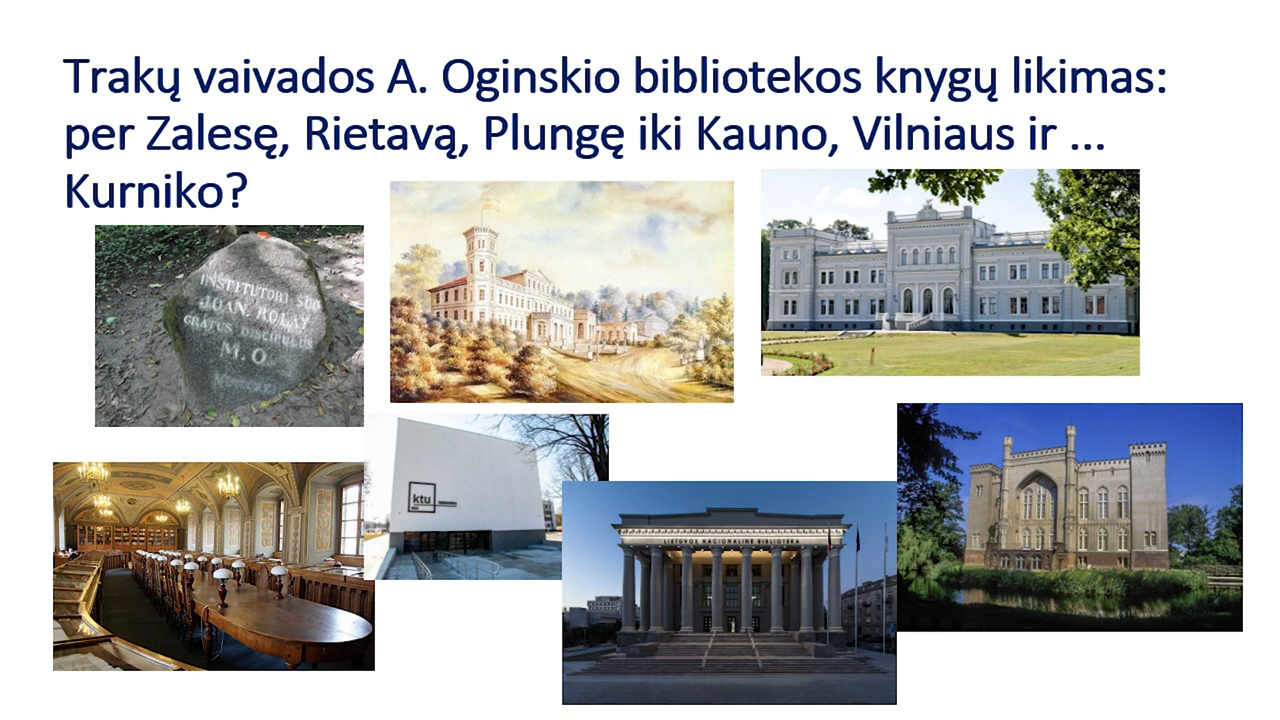 Trakų vaivados A. Oginskio bibliotekos knygų likimas:
per Zalesę, Rietavą, Plungę iki Kauno, Vilniaus ir ...
Kurniko?
INSTITUTORI SUO
JOAN. ROLAY
GRATUS DISCIPULUS
M. O.
ktu
LIETUVOS NACIONALINĖ BIBLIOTEKA